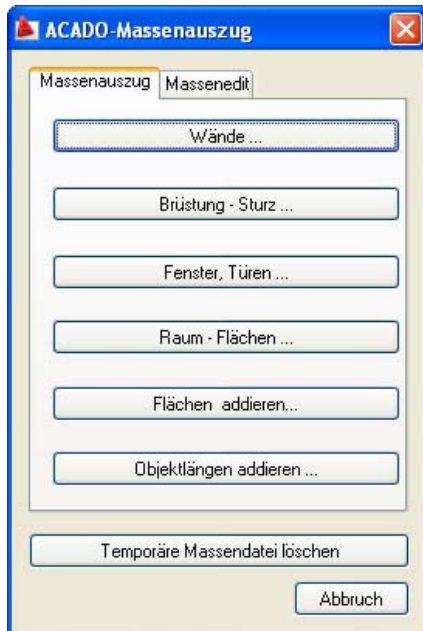 ACADO-Massenauszug
Massenauszug Massenedit
Wände ...
Brüstung - Sturz ...
Fenster, Türen ...
Raum - Flächen ...
Flächen addieren...
Objektlängen addieren ...
Temporäre Massendatei löschen
Abbruch